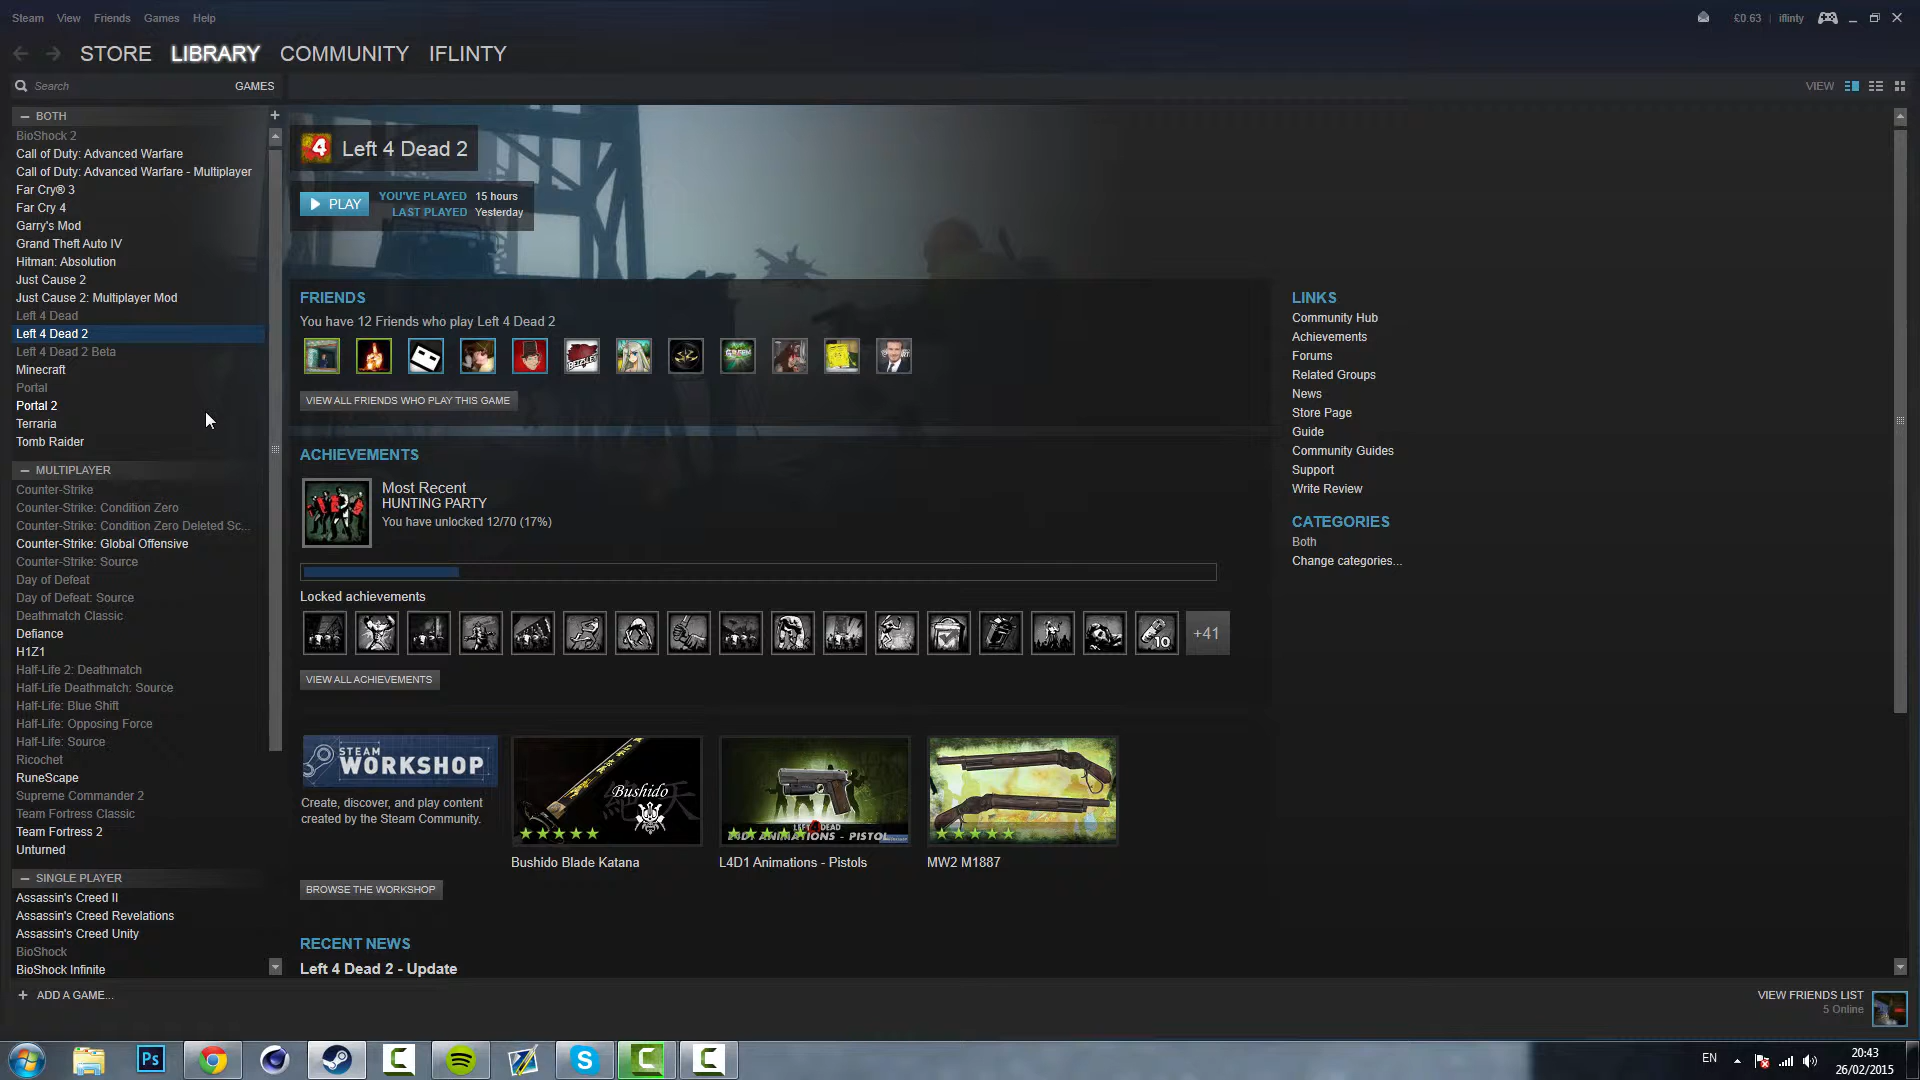 Steam View Friends Games Help
£0.63 | iflinty
STORE LIBRARY COMMUNITY IFLINTY
Search GAMES
VIEW
BOTH
BioShock 2
Call of Duty: Advanced Warfare
Call of Duty: Advanced Warfare - Multiplayer
Far Cry® 3
Far Cry 4
Garry's Mod
Grand Theft Auto IV
Hitman: Absolution
Just Cause 2
Just Cause 2: Multiplayer Mod
Left 4 Dead
Left 4 Dead 2
Left 4 Dead 2 Beta
Minecraft
Portal
Portal 2
Terraria
Tomb Raider
MULTIPLAYER
Counter-Strike
Counter-Strike: Condition Zero
Counter-Strike: Condition Zero Deleted Sc...
Counter-Strike: Global Offensive
Counter-Strike: Source
Day of Defeat
Day of Defeat: Source
Deathmatch Classic
Defiance
H1Z1
Half-Life 2: Deathmatch
Half-Life Deathmatch: Source
Half-Life: Blue Shift
Half-Life: Opposing Force
Half-Life: Source
Ricochet
RuneScape
Supreme Commander 2
Team Fortress Classic
Team Fortress 2
Unturned
SINGLE PLAYER
Assassin's Creed II
Assassin's Creed Revelations
Assassin's Creed Unity
BioShock
BioShock Infinite
+ ADD A GAME...
4 Left 4 Dead 2
PLAY
YOU'VE PLAYED 15 hours
LAST PLAYED Yesterday
FRIENDS
You have 12 Friends who play Left 4 Dead 2
VIEW ALL FRIENDS WHO PLAY THIS GAME
ACHIEVEMENTS
Most Recent
HUNTING PARTY
You have unlocked 12/70 (17%)
Locked achievements
10
+41
VIEW ALL ACHIEVEMENTS
STEAM
WORKSHOP
Create, discover, and play content
created by the Steam Community.
Bushido
Bushido Blade Katana
L4D1 ANIMATIONS - PISTOL
L4D1 Animations - Pistols
MW2 M1887
BROWSE THE WORKSHOP
RECENT NEWS
Left 4 Dead 2 - Update
LINKS
Community Hub
Achievements
Forums
Related Groups
News
Store Page
Guide
Community Guides
Support
Write Review
CATEGORIES
Both
Change categories...
VIEW FRIENDS LIST
5 Online
Ps
EN
20:43
26/02/2015